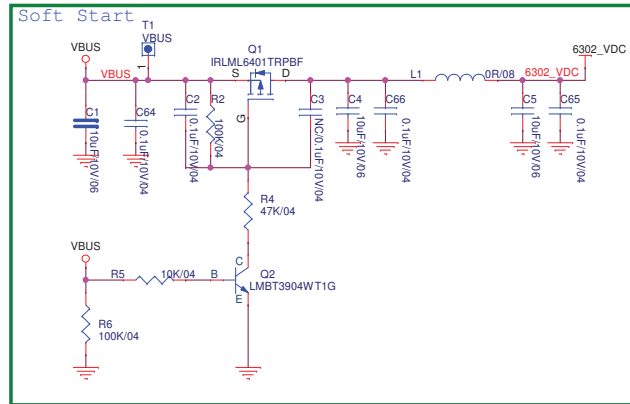 Soft Start
T1
VBUS
VBUS
1
VBUS
Q1
IRLML6401TRPBF
S
D
G
L1
0R/08
6302_VDC
6302_VDC
C1
10uF/10V/06
C64
0.1uF/10V/04
C2
0.1uF/10V/04
R2
100K/04
C3
NC/0.1uF/10V/04
C4
10uF/10V/06
C66
0.1uF/10V/04
C5
10uF/10V/06
C65
0.1uF/10V/04
R4
47K/04
VBUS
R5
10K/04
B
C
E
Q2
LMBT3904WT1G
R6
100K/04